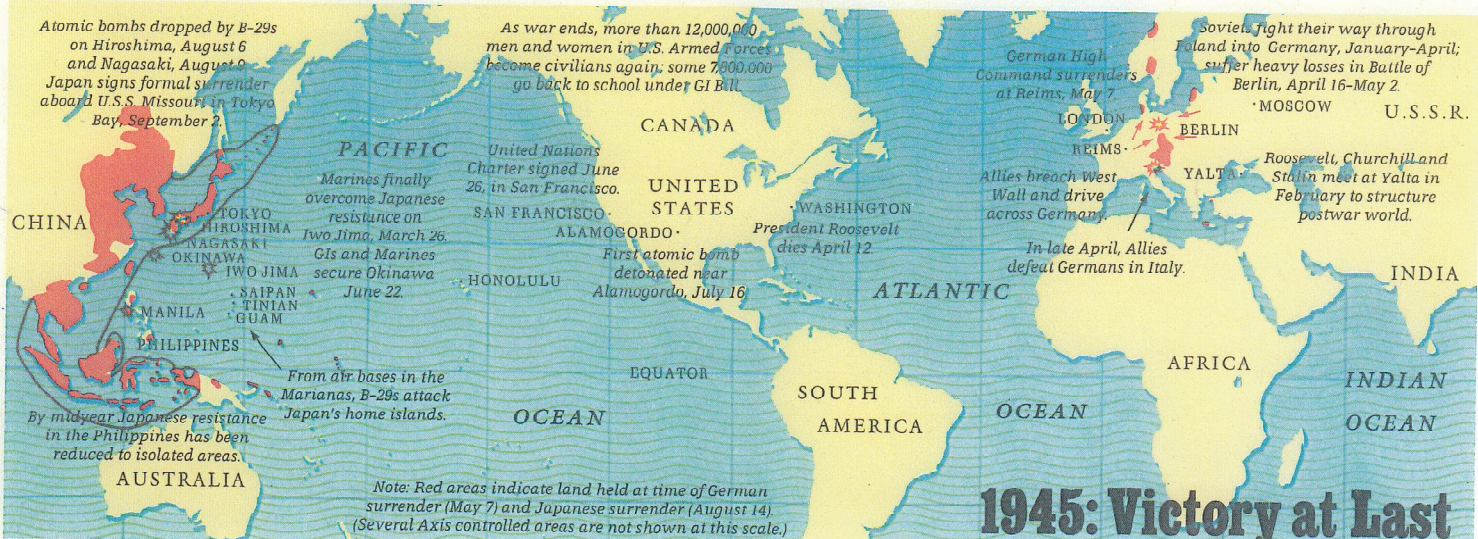 Atomic bombs dropped by B-29s
on Hiroshima, August 6
and Nagasaki, August 9.
Japan signs formal surrender
aboard U.S.S. Missouri in Tokyo
Bay, September 2.
As war ends, more than 12,000,000
men and women in U.S. Armed Forces
become civilians again; some 7,800,000
go back to school under GI Bill.
German High
Command surrenders
at Reims, May 7.
Soviets fight their way through
Poland into Germany, January-April;
suffer heavy losses in Battle of
Berlin, April 16-May 2.
MOSCOW
U.S.S.R.
LONDON
BERLIN
REIMS
CANADA
PACIFIC
United Nations
Charter signed June
26, in San Francisco.
UNITED
STATES
Marines finally
overcome Japanese
resistance on
Iwo Jima, March 26.
GIs and Marines
secure Okinawa
June 22.
Allies breach West
Wall and drive
across Germany.
YALTA
Roosevelt, Churchill and
Stalin meet at Yalta in
February to structure
postwar world.
CHINA
TOKYO
HIROSHIMA
NAGASAKI
OKINAWA
IWO JIMA
SAN FRANCISCO
ALAMOGORDO
WASHINGTON
President Roosevelt
dies April 12.
First atomic bomb
detonated near
Alamogordo, July 16
In late April, Allies
defeat Germans in Italy.
INDIA
HONOLULU
ATLANTIC
SAIPAN
TINIAN
GUAM
MANILA
PHILIPPINES
From air bases in the
Marianas, B-29s attack
Japan's home islands.
EQUATOR
AFRICA
SOUTH
AMERICA
INDIAN
OCEAN
OCEAN
OCEAN
By midyear Japanese resistance
in the Philippines has been
reduced to isolated areas.
AUSTRALIA
Note: Red areas indicate land held at time of German
surrender (May 7) and Japanese surrender (August 14).
(Several Axis controlled areas are not shown at this scale.)
1945: Victory at Last